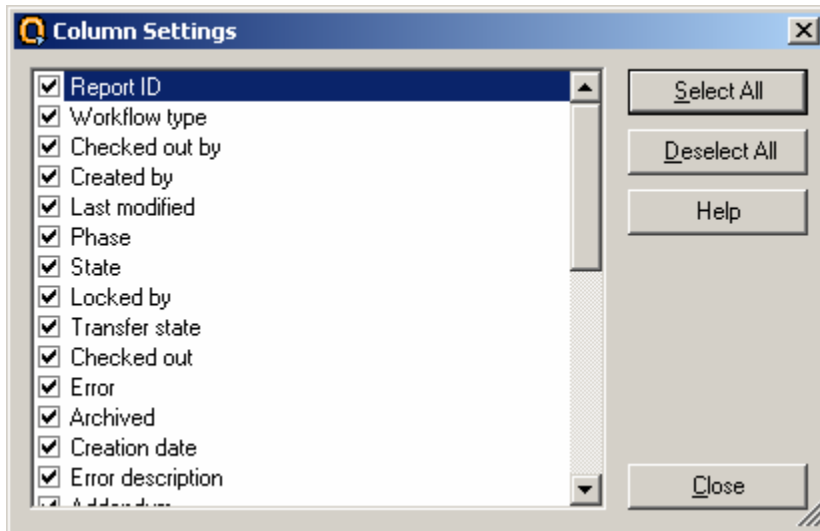 Column Settings
Report ID
Workflow type
Checked out by
Created by
Last modified
Phase
State
Locked by
Transfer state
Checked out
Error
Archived
Creation date
Error description
Addendum
Select All
Deselect All
Help
Close